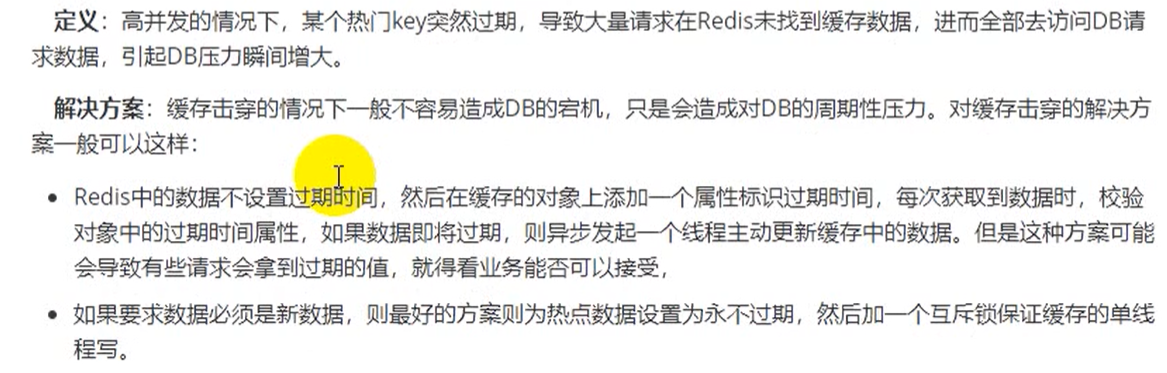 定义：高并发的情况下，某个热门key突然过期，导致大量请求在Redis未找到缓存数据，进而全部去访问DB请
求数据，引起DB压力瞬间增大。
解决方案：缓存击穿的情况下一般不容易造成DB的宕机，只是会造成对DB的周期性压力。对缓存击穿的解决方
案一般可以这样：
• Redis中的数据不设置过期时间，然后在缓存的对象上添加一个属性标识过期时间，每次获取到数据时，校验
对象中的过期时间属性，如果数据即将过期，则异步发起一个线程主动更新缓存中的数据。但是这种方案可能
会导致有些请求会拿到过期的值，就得看业务能否可以接受，
• 如果要求数据必须是新数据，则最好的方案则为热点数据设置为永不过期，然后加一个互斥锁保证缓存的单线
程写。